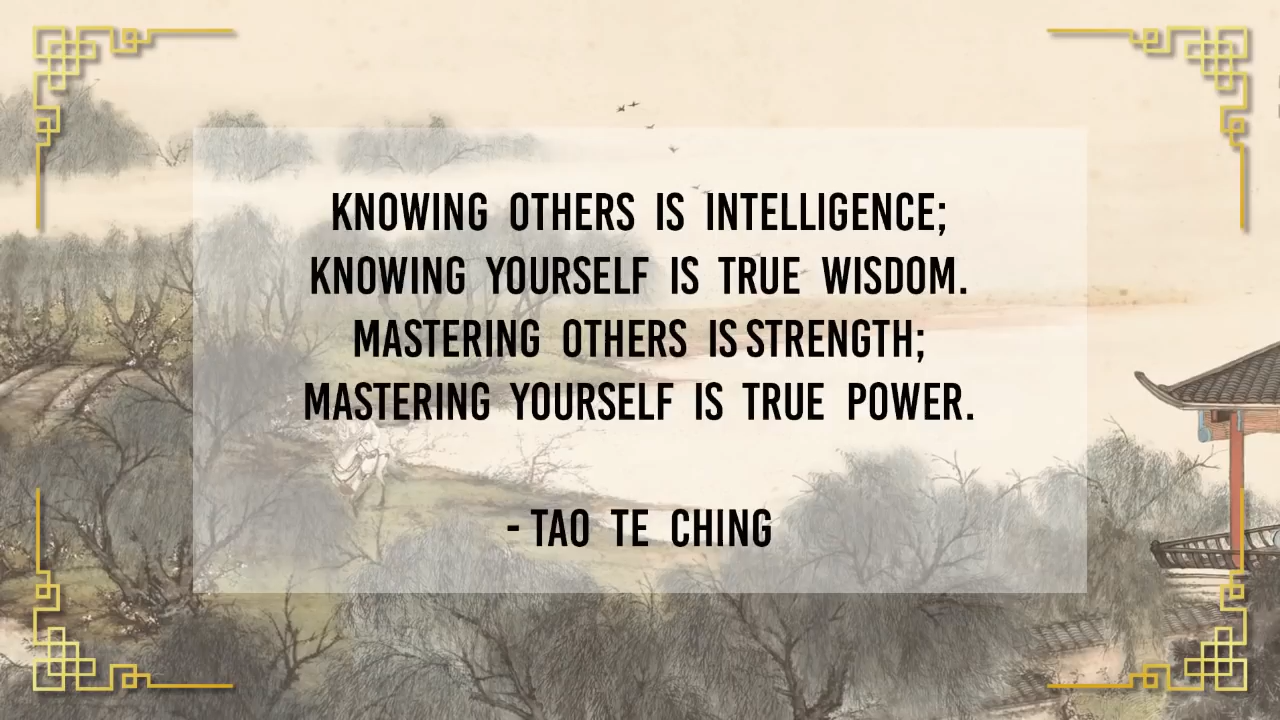 KNOWING OTHERS IS INTELLIGENCE;
KNOWING YOURSELF IS TRUE WISDOM.
MASTERING OTHERS IS STRENGTH;
MASTERING YOURSELF IS TRUE POWER.
- TAO TE CHING